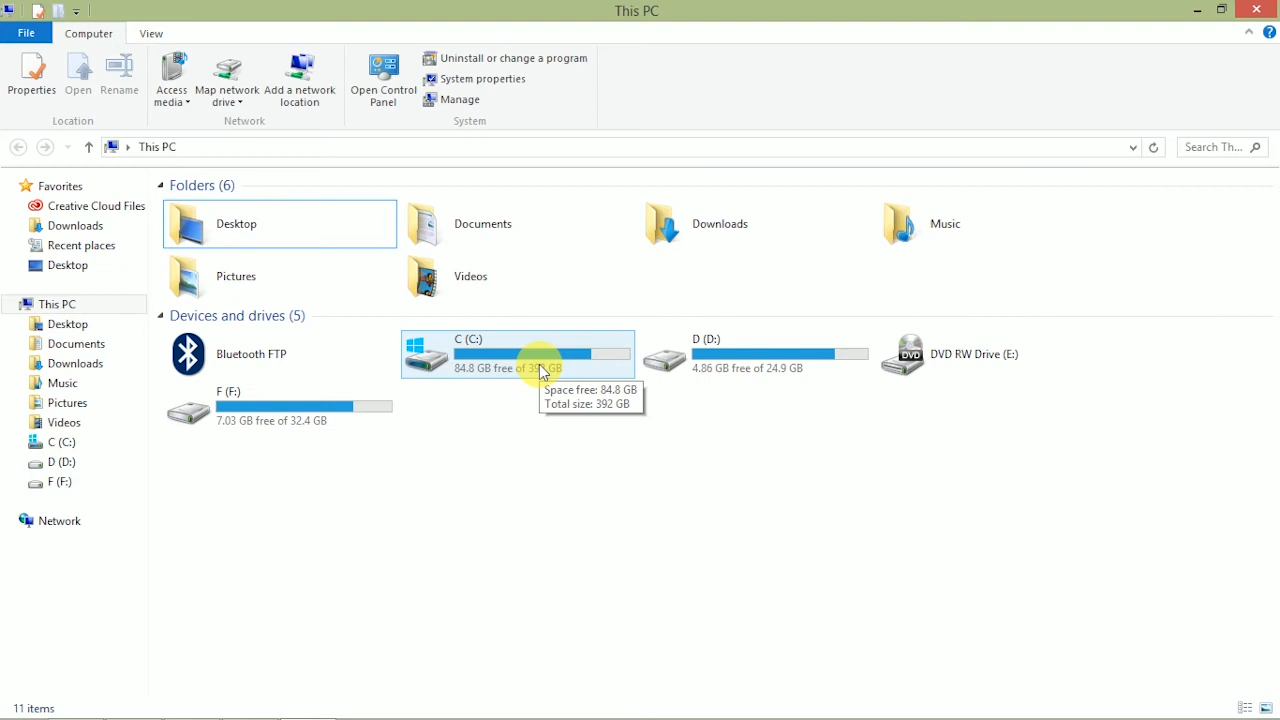 This PC
File
Computer
View
Properties
Open
Rename
Access media
Map network drive
Add a network location
Open Control Panel
Uninstall or change a program
System properties
Manage
Location
Network
System
This PC
Search Th...
Favorites
Creative Cloud Files
Downloads
Recent places
Desktop
This PC
Desktop
Documents
Downloads
Music
Pictures
Videos
C (C:)
D (D:)
F (F:)
Network
Folders (6)
Desktop
Documents
Downloads
Music
Pictures
Videos
Devices and drives (5)
Bluetooth FTP
C (C:)
84.8 GB free of GB
Space free: 84.8 GB
Total size: 392 GB
D (D:)
4.86 GB free of 24.9 GB
DVD
DVD RW Drive (E:)
F (F:)
7.03 GB free of 32.4 GB
11 items